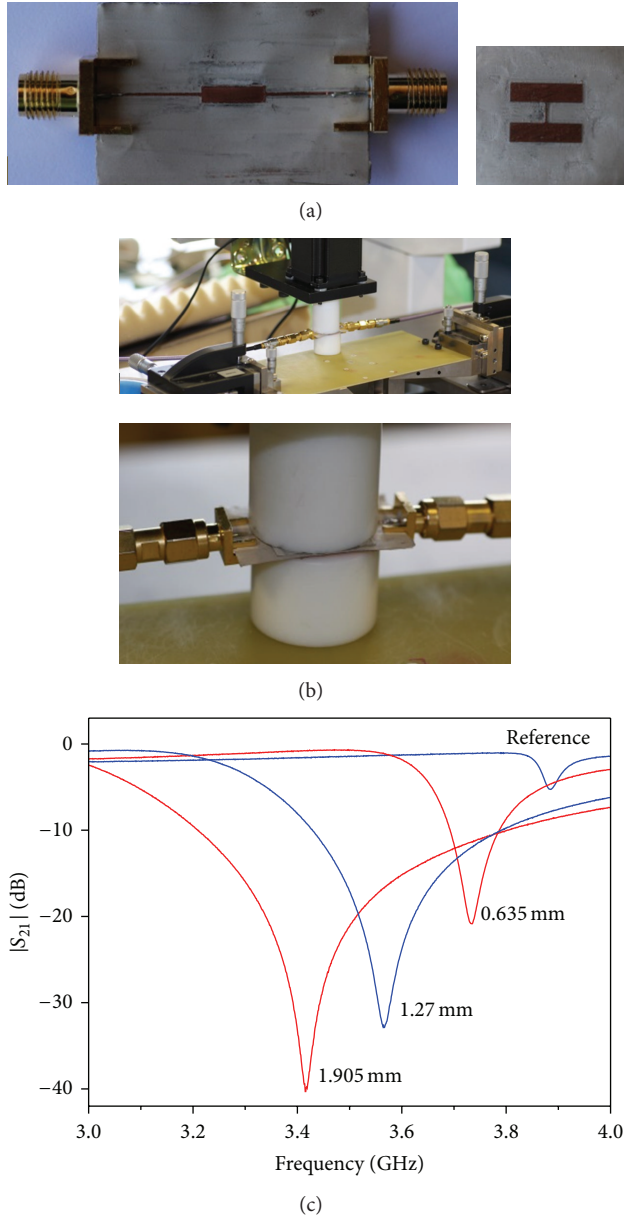 (a)
(b)
0
−10
−20
−30
−40
|S21| (dB)
Reference
0.635 mm
1.27 mm
1.905 mm
3.0
3.2
3.4
3.6
3.8
4.0
Frequency (GHz)
(c)